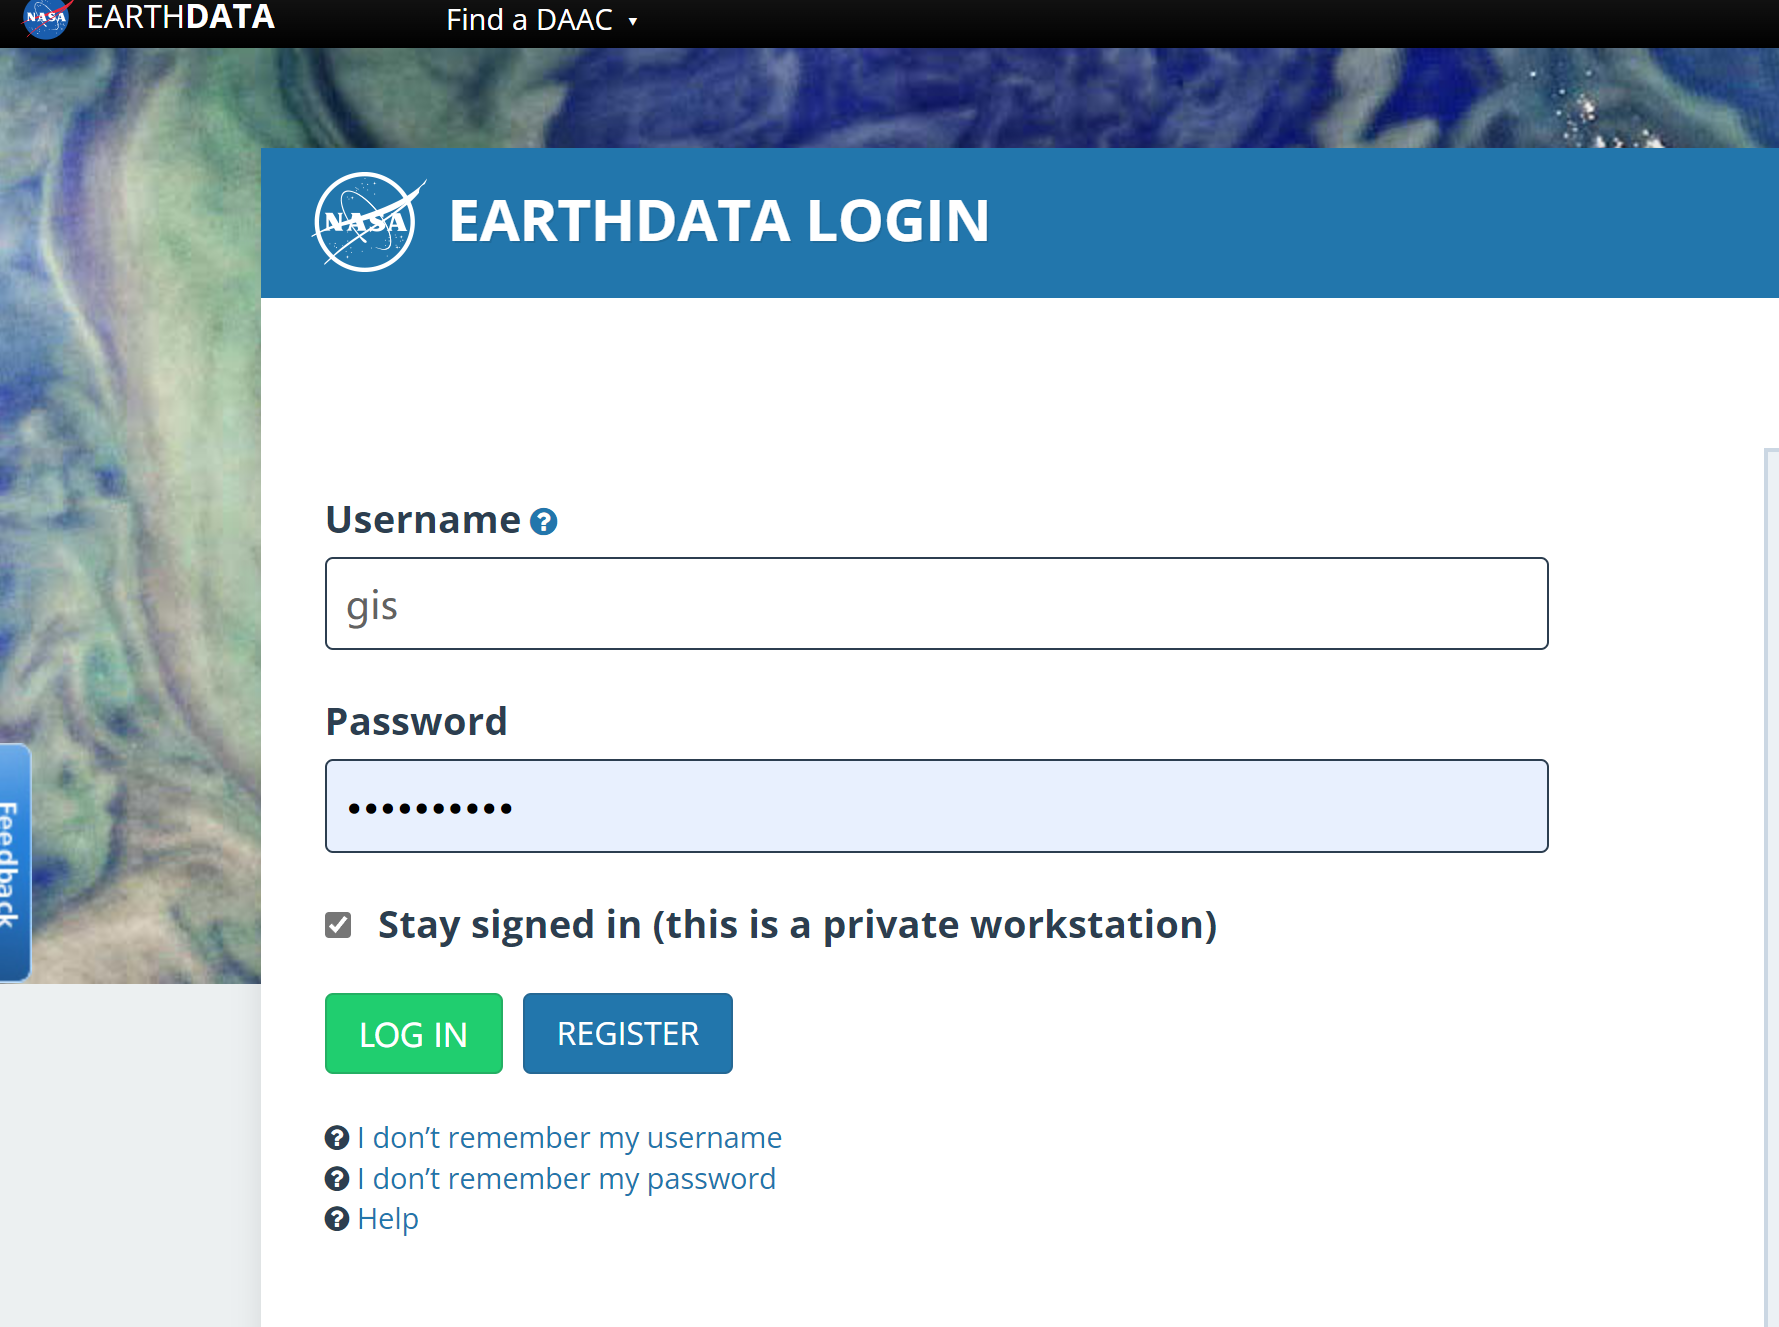 NASA EARTHDATA Find a DAAC ▾
NASA EARTHDATA LOGIN
Username ?
gis
Password
••••••••••
Stay signed in (this is a private workstation)
LOG IN REGISTER
? I don’t remember my username
? I don’t remember my password
? Help
Feedback